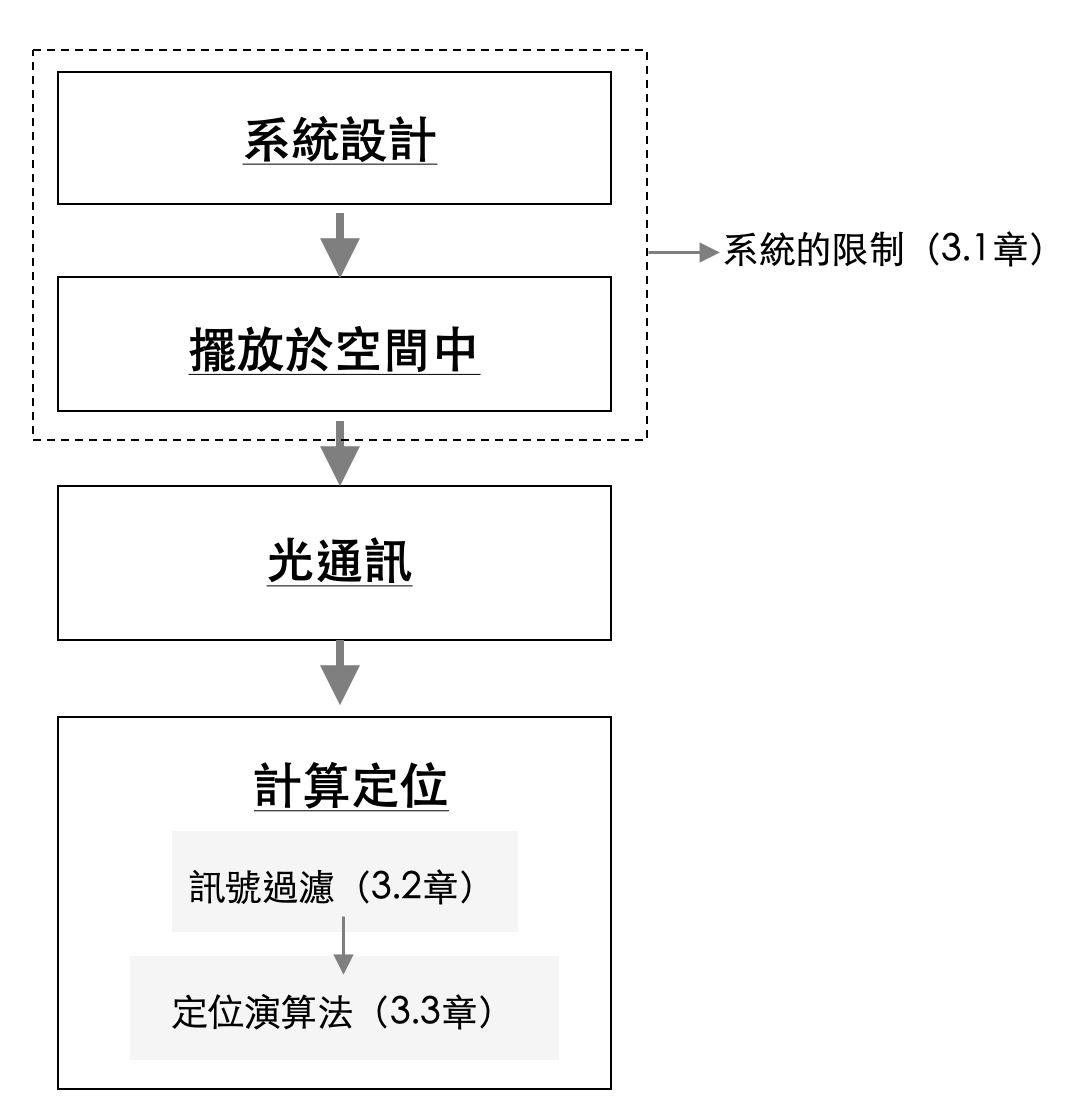 系統設計
系統的限制（3.1章）
擺放於空間中
光通訊
計算定位
訊號過濾（3.2章）
定位演算法（3.3章）